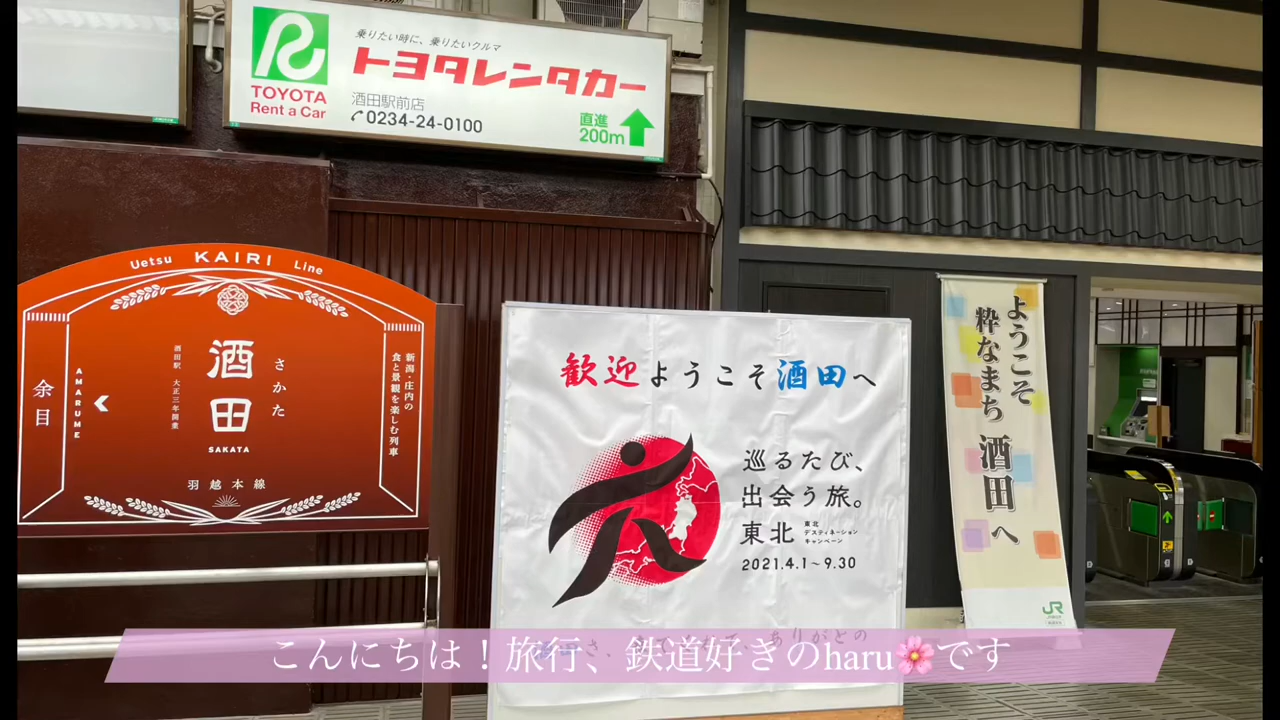 乗りたい時に、乗りたいクルマ
トヨタレンタカー
TOYOTA
Rent a Car
酒田駅前店
0234-24-0100
直進
200m
Uetsu KAIRI Line
さかた
酒田
SAKATA
新潟・庄内の
食と景観を楽しむ列車
酒田駅 大正三年開業
AMARUME
余目
羽越本線
歓迎ようこそ酒田へ
巡るたび、
出会う旅。
東北
東北
デスティネーション
キャンペーン
2021.4.1~9.30
ようこそ
粋なまち 酒田へ
JR
こんにちは!旅行、鉄道好きのharu🌸です